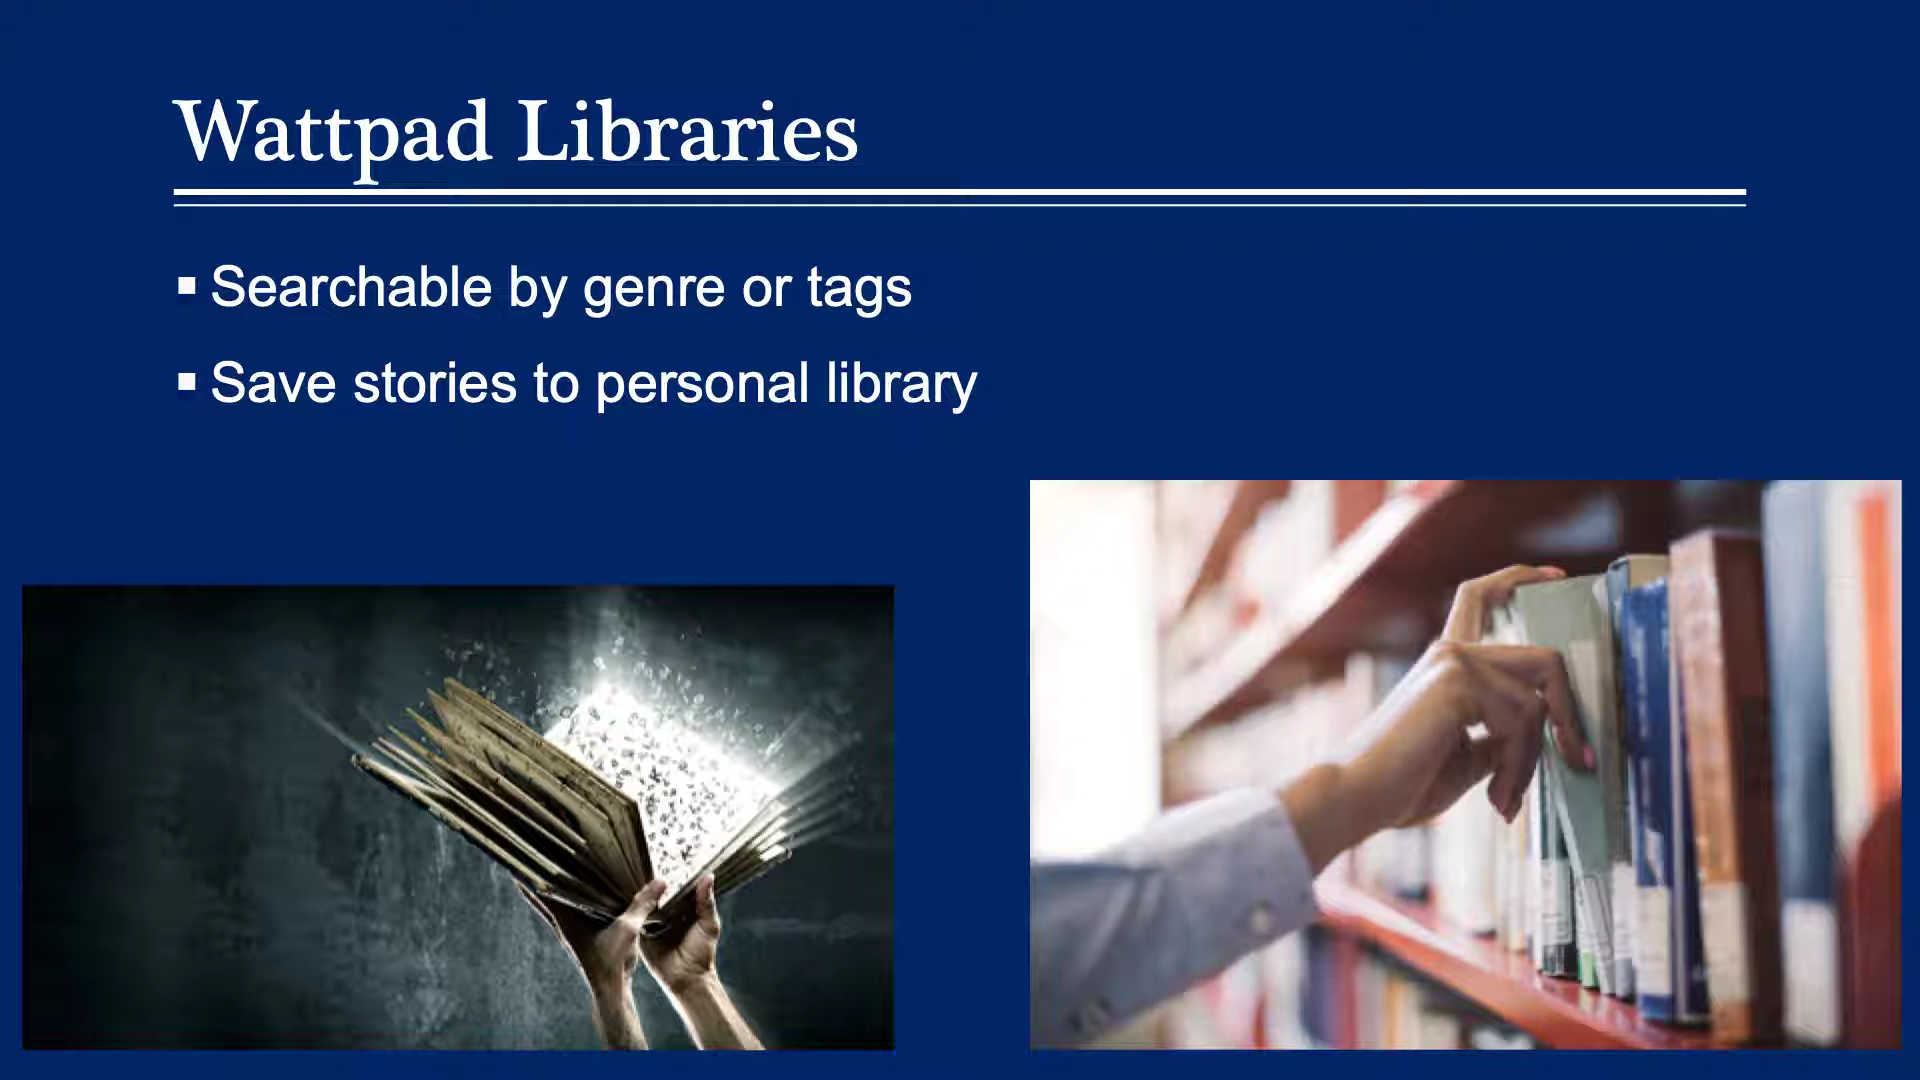 Wattpad Libraries
▪ Searchable by genre or tags
▪ Save stories to personal library